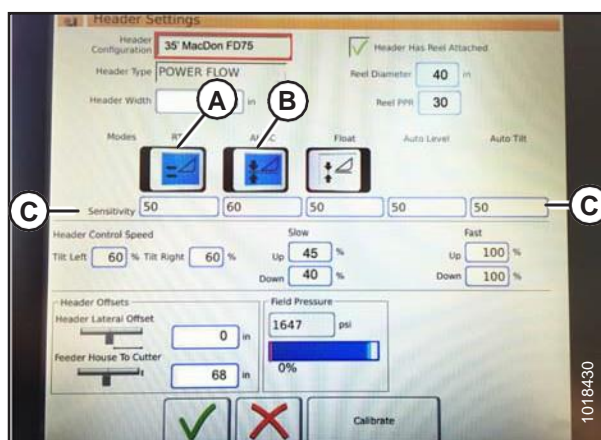 Header Settings
Header Configuration
35' MacDon FD75
Header Has Reel Attached
Header Type
POWER FLOW
Reel Diameter
40
in
Header Width
in
Reel PPR
30
A
B
Modes
Float
Auto Level
Auto Tilt
C
Sensitivity
50
60
50
50
50
C
Header Control Speed
Slow
Fast
Tilt Left
60
%
Tilt Right
60
%
Up
45
%
Up
100
%
Down
40
%
Down
100
%
Header Offsets
Field Pressure
Header Lateral Offset
0
in
1647
psi
Feeder House To Cutter
68
in
0%
Calibrate
1018430